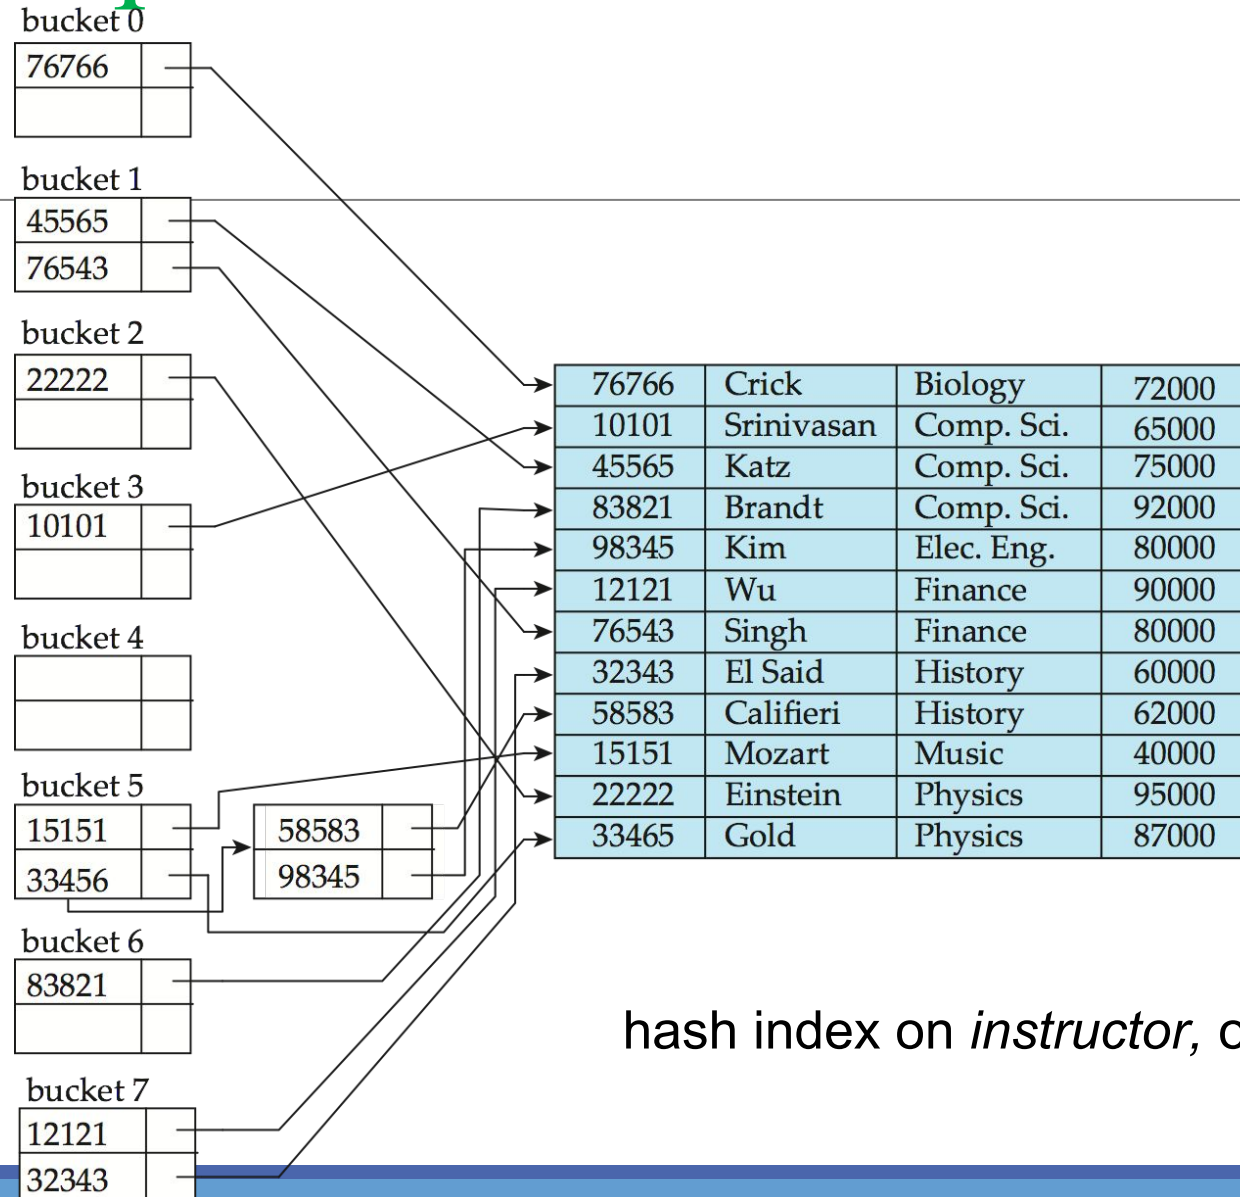 bucket 0
76766
bucket 1
45565
76543
bucket 2
22222
bucket 3
10101
bucket 4
bucket 5
15151
33456
58583
98345
bucket 6
83821
bucket 7
12121
32343
76766 Crick Biology 72000
10101 Srinivasan Comp. Sci. 65000
45565 Katz Comp. Sci. 75000
83821 Brandt Comp. Sci. 92000
98345 Kim Elec. Eng. 80000
12121 Wu Finance 90000
76543 Singh Finance 80000
32343 El Said History 60000
58583 Califieri History 62000
15151 Mozart Music 40000
22222 Einstein Physics 95000
33465 Gold Physics 87000
hash index on instructor,